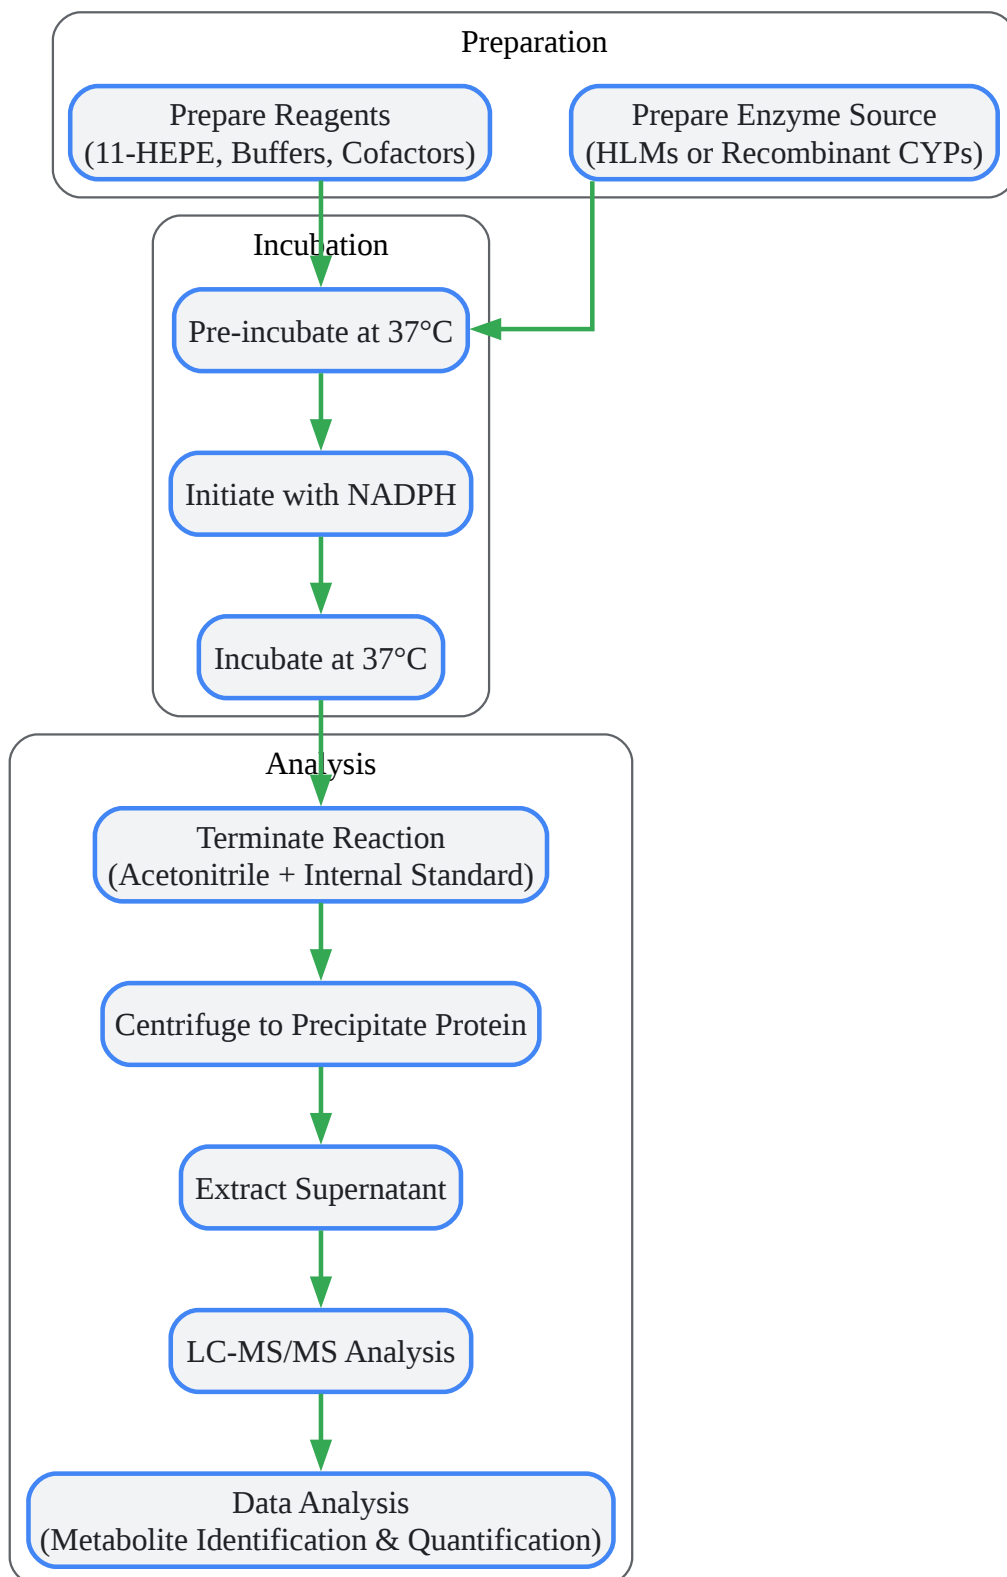 Preparation
Prepare Reagents
(11-HEPE, Buffers, Cofactors)
Prepare Enzyme Source
(HLMs or Recombinant CYPs)
Incubation
Pre-incubate at 37°C
Initiate with NADPH
Incubate at 37°C
Analysis
Terminate Reaction
(Acetonitrile + Internal Standard)
Centrifuge to Precipitate Protein
Extract Supernatant
LC-MS/MS Analysis
Data Analysis
(Metabolite Identification & Quantification)